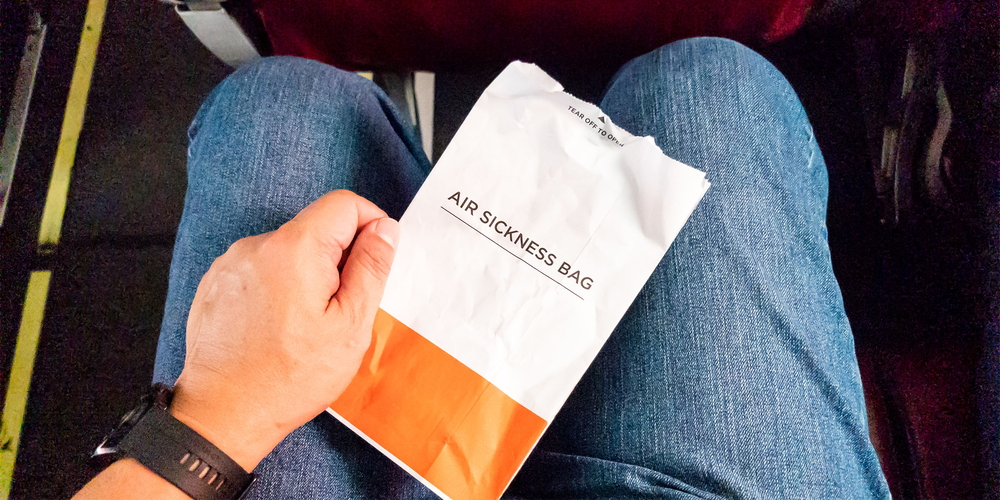 TEAR OFF TO OPEN
AIR SICKNESS BAG